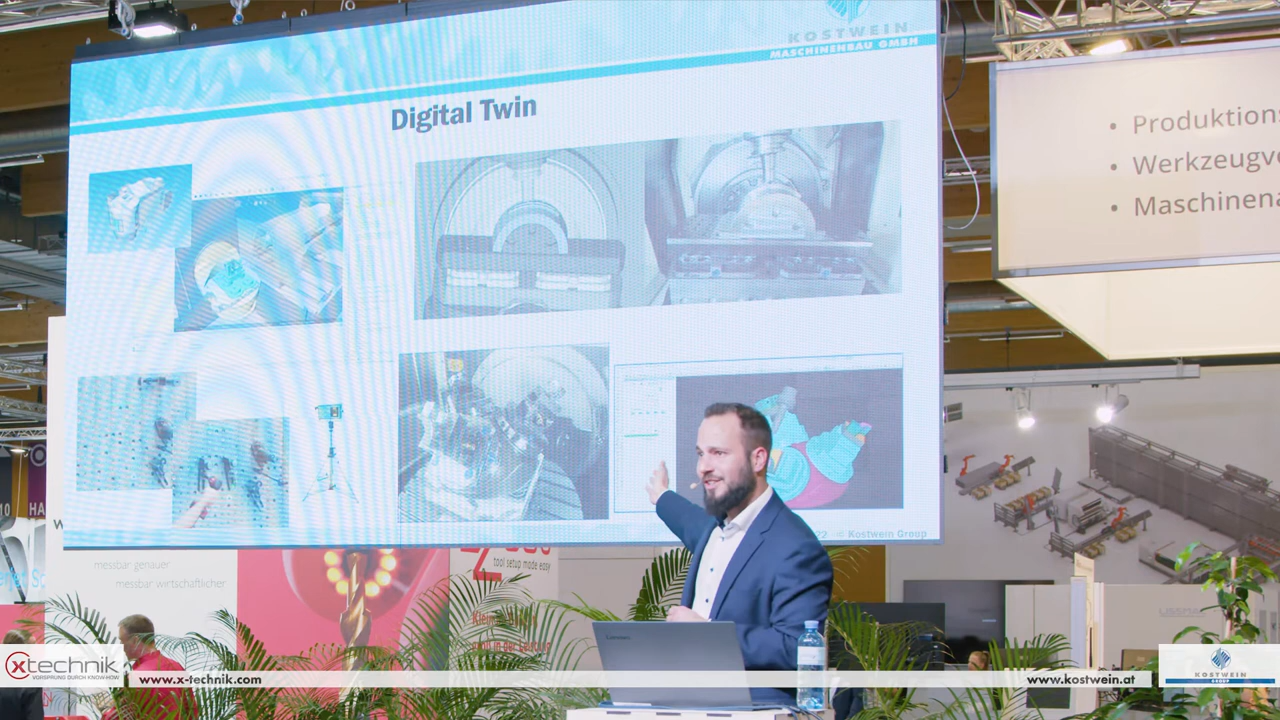 KOSTWEIN
MASCHINENBAU GMBH
Digital Twin
• Produktions
• Werkzeugv
• Maschinena
© Kostwein Group
messbar genauer
messbar wirtschaftlicher
tool setup made easy
Lenovo
xtechnik
VORSPRUNG DURCH KNOW-HOW
www.x-technik.com
www.kostwein.at
KOSTWEIN
GROUP